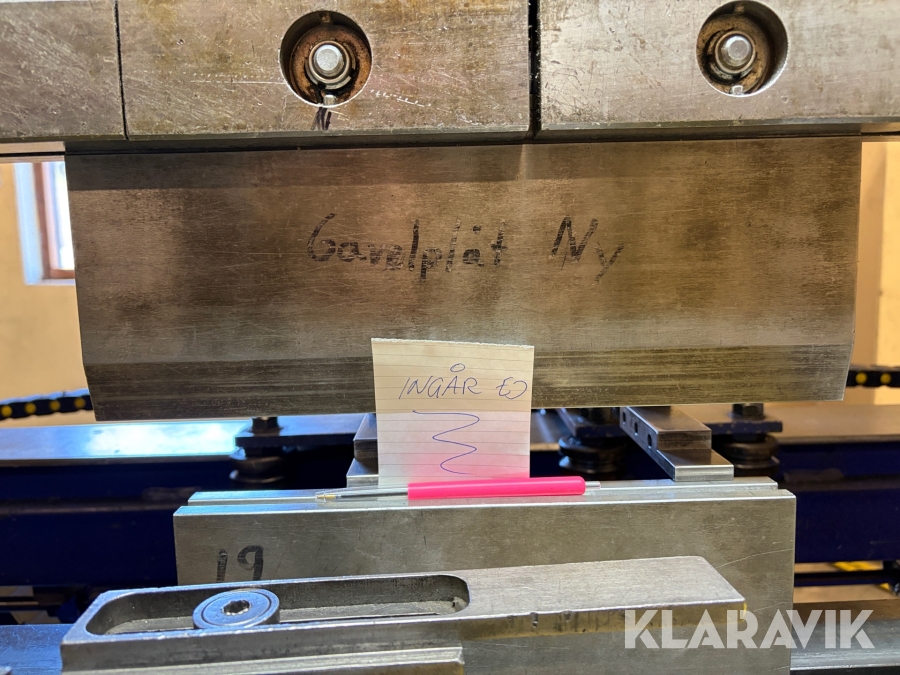 Gavelplåt Ny
INGÅR EJ
19
KLARAVIK